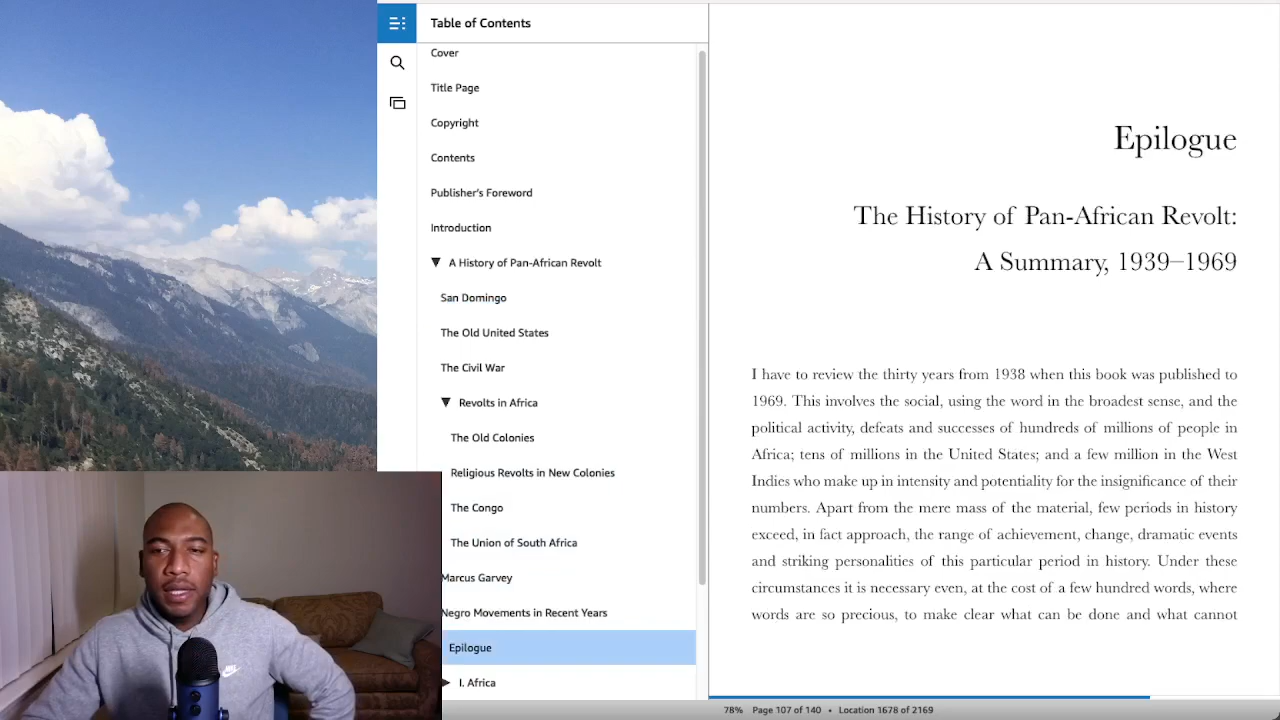 Table of Contents
Cover
Title Page
Copyright
Contents
Publisher's Foreword
Introduction
A History of Pan-African Revolt
San Domingo
The Old United States
The Civil War
Revolts in Africa
The Old Colonies
Religious Revolts in New Colonies
The Congo
The Union of South Africa
Marcus Garvey
Negro Movements in Recent Years
Epilogue
I. Africa
Epilogue
The History of Pan-African Revolt:
A Summary, 1939–1969
I have to review the thirty years from 1938 when this book was published to
1969. This involves the social, using the word in the broadest sense, and the
political activity, defeats and successes of hundreds of millions of people in
Africa; tens of millions in the United States; and a few million in the West
Indies who make up in intensity and potentiality for the insignificance of their
numbers. Apart from the mere mass of the material, few periods in history
exceed, in fact approach, the range of achievement, change, dramatic events
and striking personalities of this particular period in history. Under these
circumstances it is necessary even, at the cost of a few hundred words, where
words are so precious, to make clear what can be done and what cannot
78% Page 107 of 140 • Location 1678 of 2169